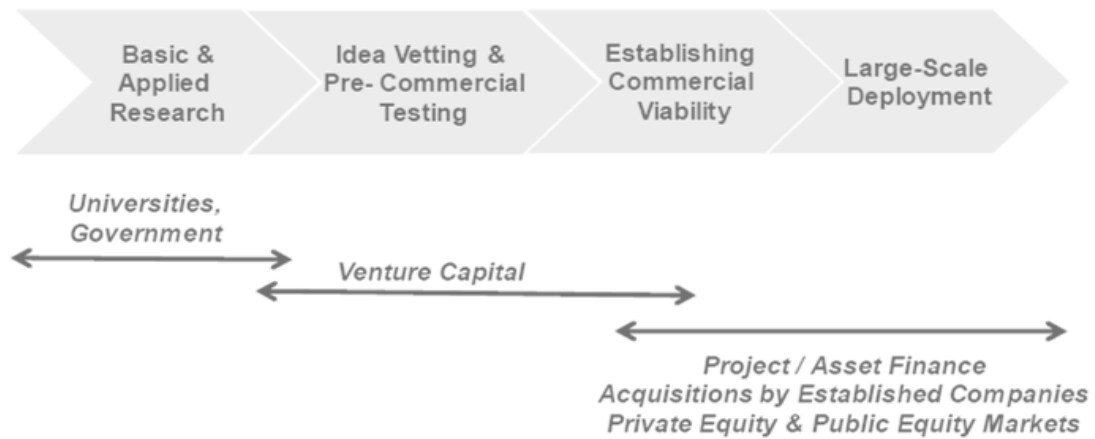 Basic &
Applied
Research
Idea Vetting &
Pre- Commercial
Testing
Establishing
Commercial
Viability
Large-Scale
Deployment
Universities,
Government
Venture Capital
Project / Asset Finance
Acquisitions by Established Companies
Private Equity & Public Equity Markets